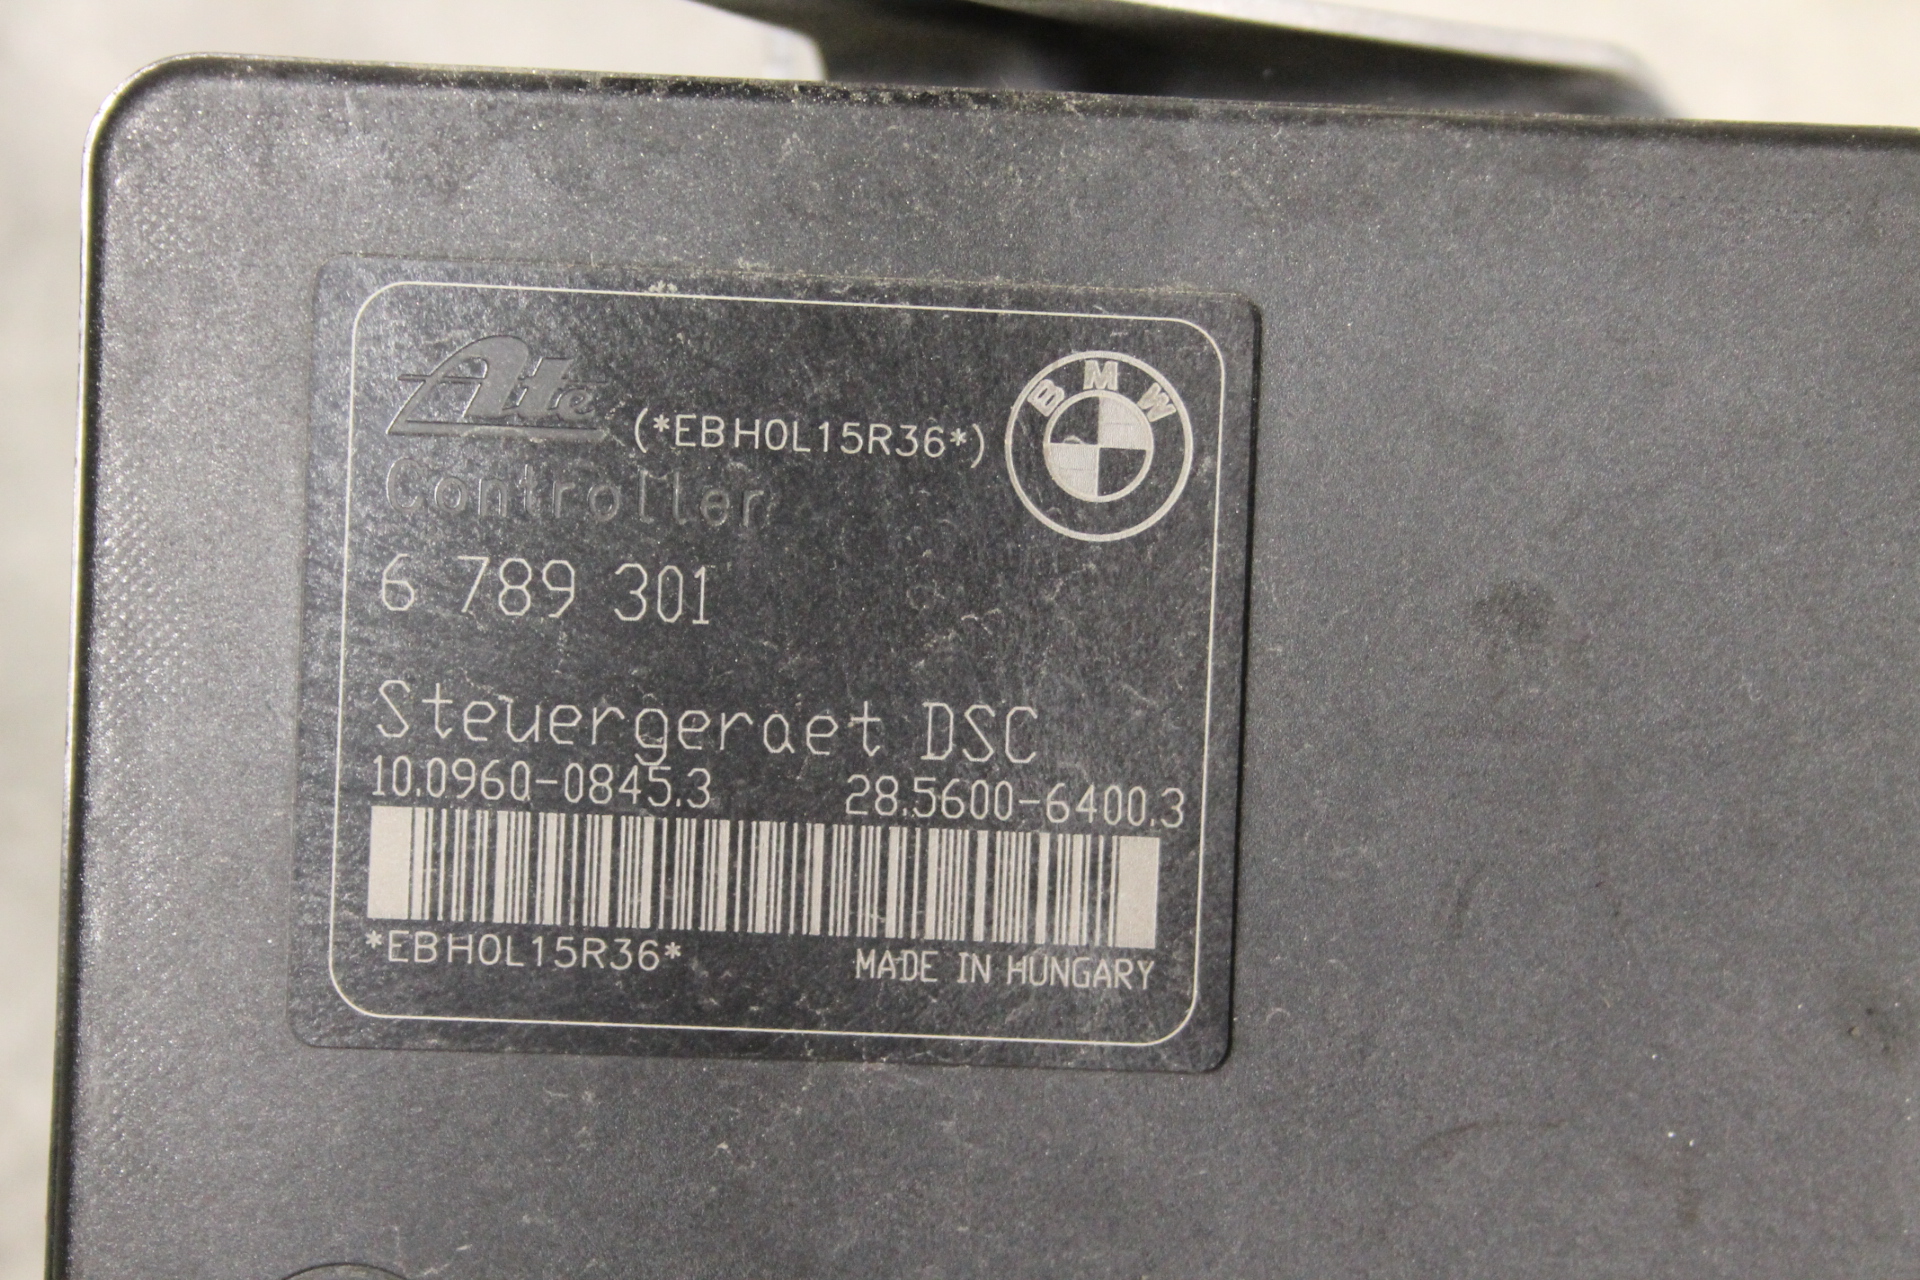 Ate (*EBH0L15R36*) BMW
Controller
6 789 301
Steuergeraet DSC
10.0960-0845.3 28.5600-6400.3
*EBH0L15R36* MADE IN HUNGARY